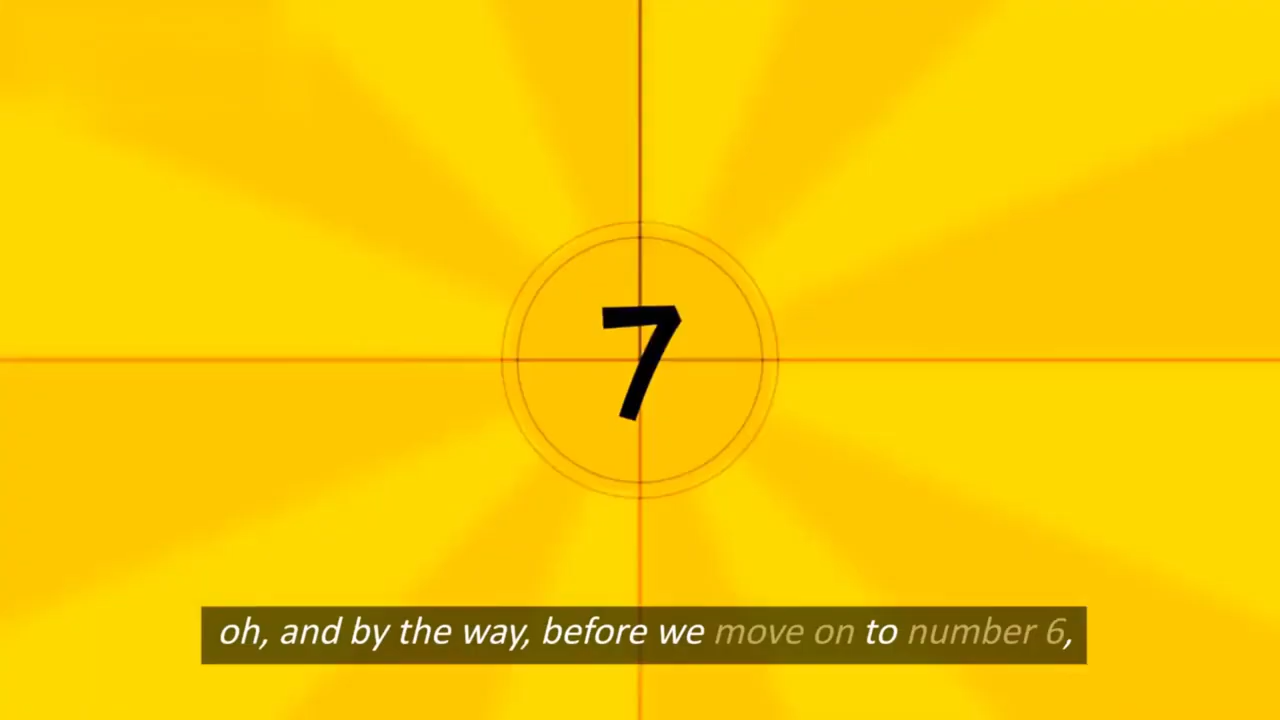 7
oh, and by the way, before we move on to number 6,